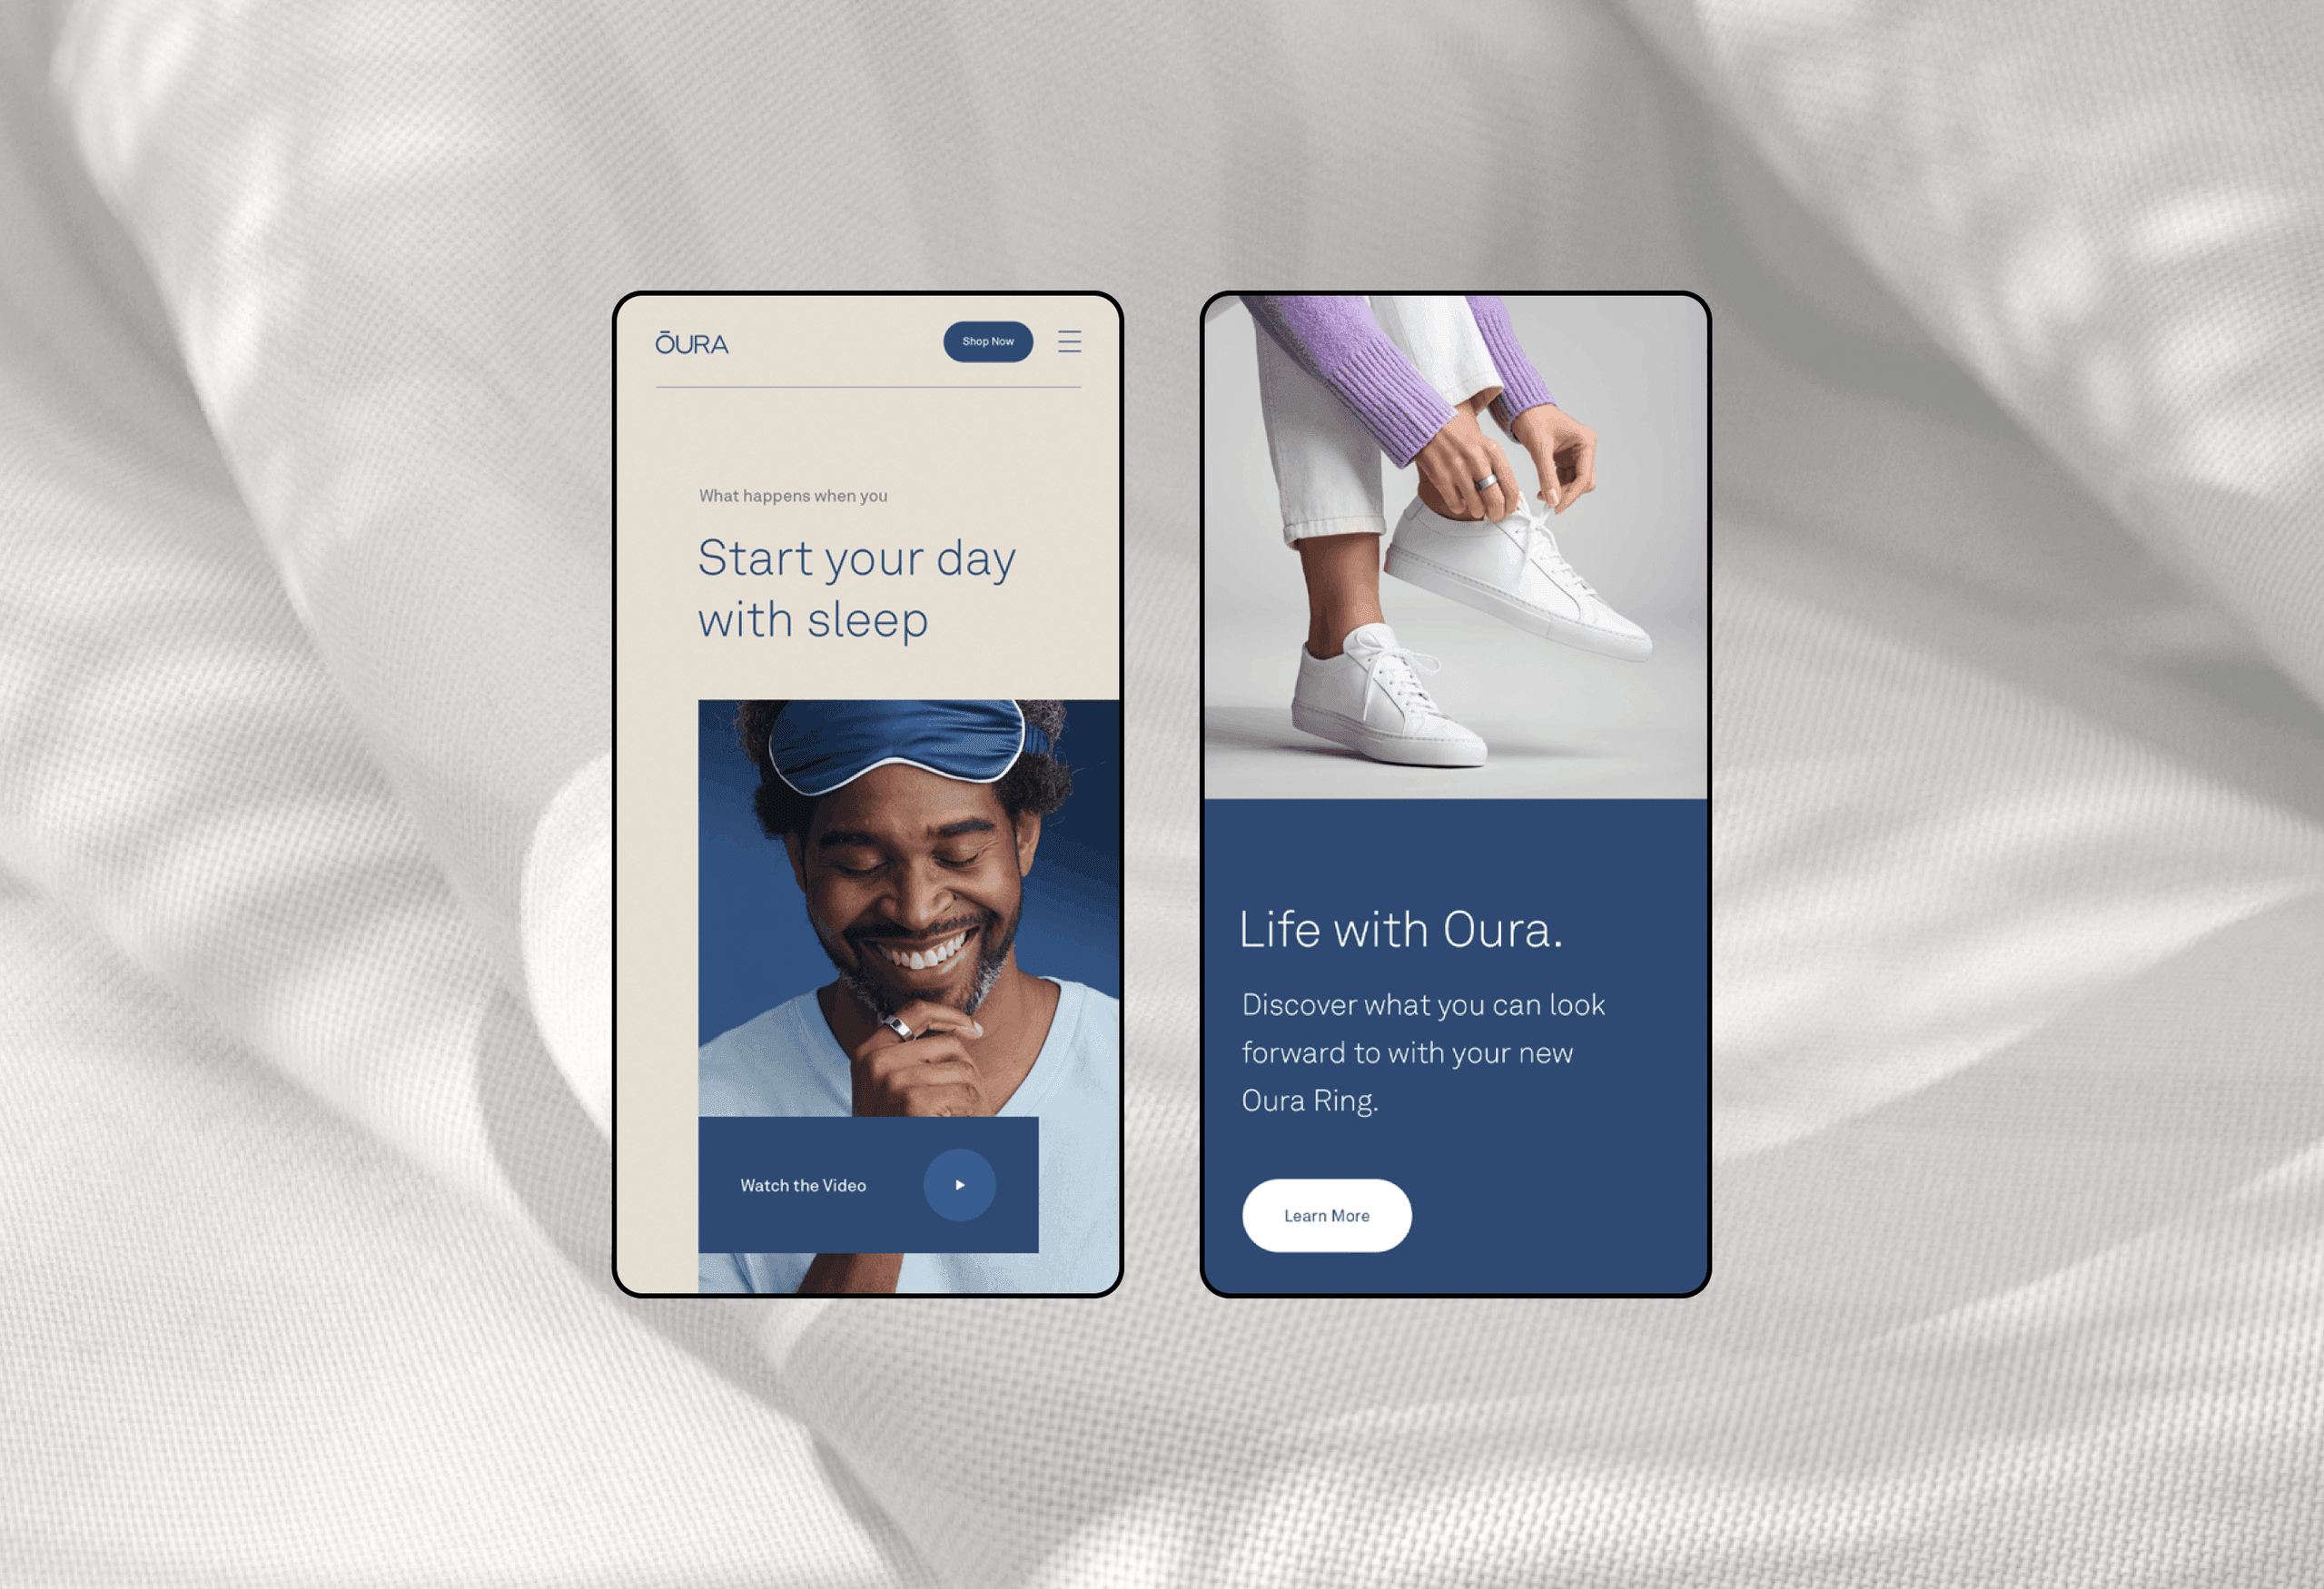 ŌURA
Shop Now
What happens when you
Start your day
with sleep
Watch the Video
Life with Oura.
Discover what you can look
forward to with your new
Oura Ring.
Learn More